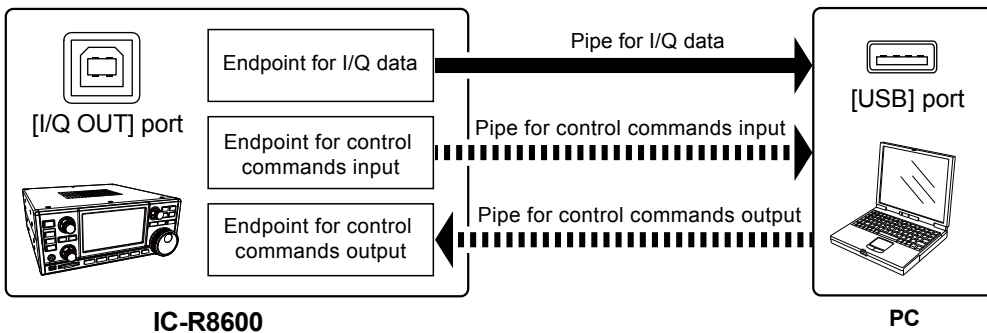 [I/Q OUT] port
Endpoint for I/Q data
Endpoint for control
commands input
Endpoint for control
commands output
Pipe for I/Q data
Pipe for control commands input
Pipe for control commands output
[USB] port
IC-R8600
PC